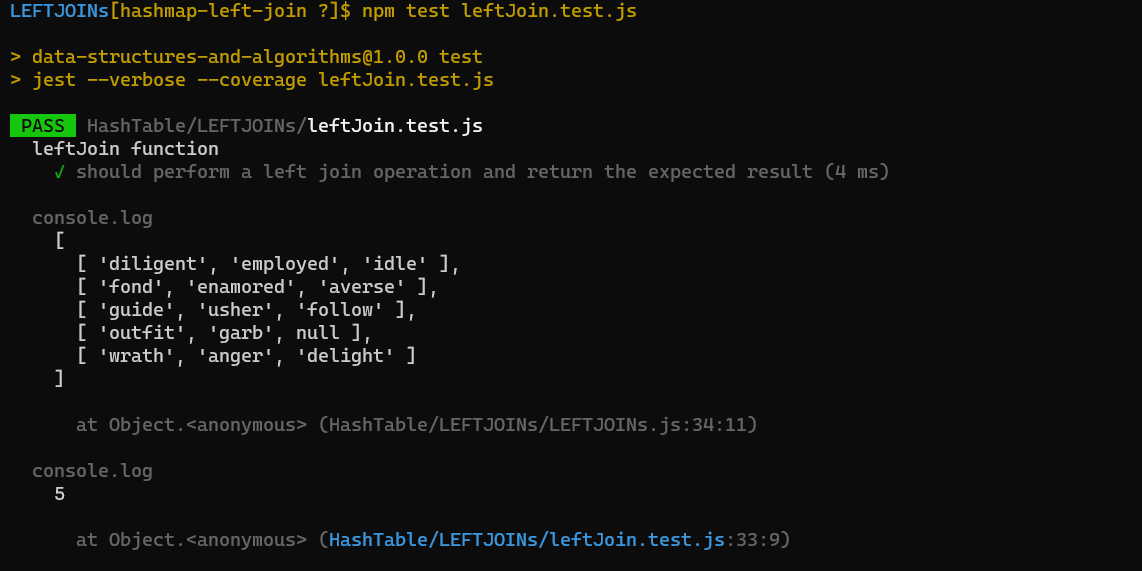 LEFTJOINs[hashmap-left-join ?]$ npm test leftJoin.test.js
> data-structures-and-algorithms@1.0.0 test
> jest --verbose --coverage leftJoin.test.js
PASS HashTable/LEFTJOINs/leftJoin.test.js
leftJoin function
√ should perform a left join operation and return the expected result (4 ms)
console.log
[
[ 'diligent', 'employed', 'idle' ],
[ 'fond', 'enamored', 'averse' ],
[ 'guide', 'usher', 'follow' ],
[ 'outfit', 'garb', null ],
[ 'wrath', 'anger', 'delight' ]
]
at Object.<anonymous> (HashTable/LEFTJOINs/LEFTJOINs.js:34:11)
console.log
5
at Object.<anonymous> (HashTable/LEFTJOINs/leftJoin.test.js:33:9)